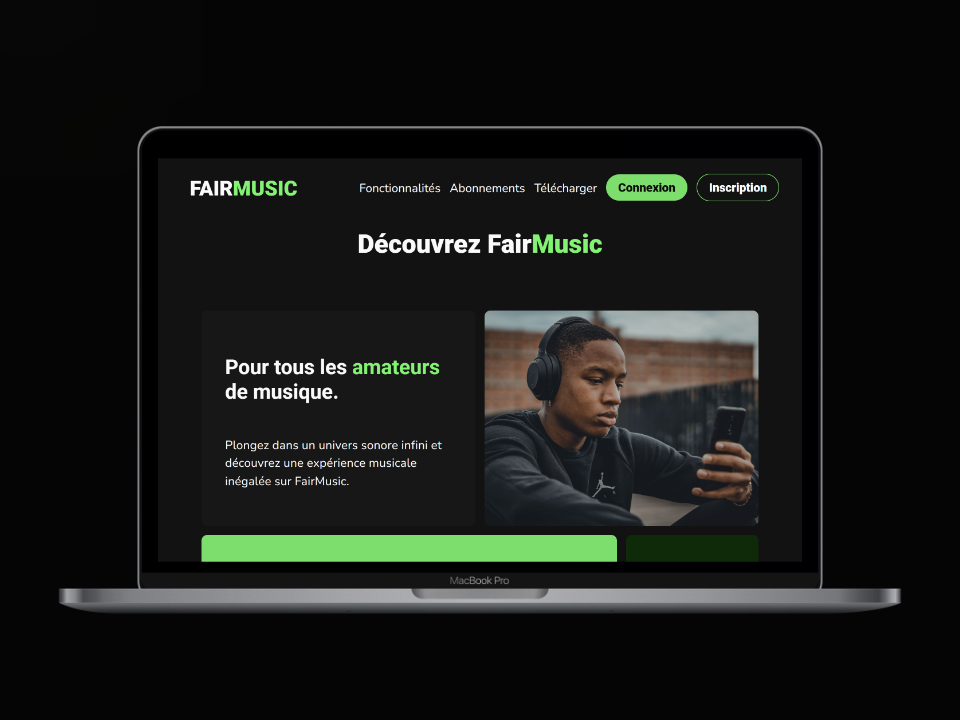 FAIRMUSIC
Fonctionnalités Abonnements Télécharger Connexion Inscription
Découvrez FairMusic
Pour tous les amateurs
de musique.
Plongez dans un univers sonore infini et
découvrez une expérience musicale
inégalée sur FairMusic.
MacBook Pro